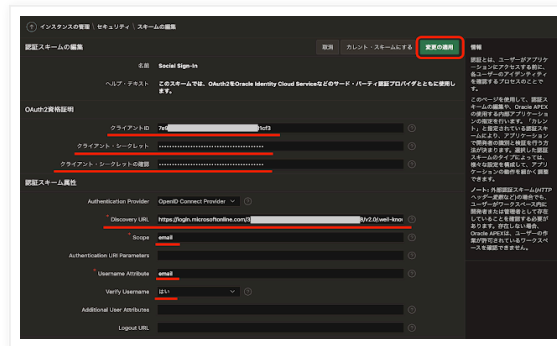 インスタンスの管理 \ セキュリティ \ スキームの編集
認証スキームの編集
取消
カレント・スキームにする
変更の適用
名前 Social Sign-In
ヘルプ・テキスト このスキームでは、OAuth2をOracle Identity Cloud Serviceなどのサード・パーティ認証プロバイダとともに使用します。
OAuth2資格証明
クライアントID 7e9 f1cf3
クライアント・シークレット
クライアント・シークレットの確認
認証スキーム属性
Authentication Provider OpenID Connect Provider
* Discovery URL https://login.microsoftonline.com/3 8/v2.0/.well-know
* Scope email
Authentication URI Parameters
* Username Attribute email
Verify Username はい
Additional User Attributes
Logout URL
情報
認証とは、ユーザーがアプリケ
ーションにアクセスする前に、
各ユーザーのアイデンティティ
を確認するプロセスのことで
す。
このページを使用して、認証ス
キームの編集や、Oracle APEX
の使用する内部アプリケーショ
ンの指定を行います。「カレン
ト」と設定されている認証スキ
ームにより、アプリケーション
で開発者の識別と検証を行う方
法が決まります。選択した認証
スキームのタイプによっては、
様々な設定を構成して、アプリ
ケーションの動作を細かく調整
できます。
ノート: 外部認証スキーム(HTTP
ヘッダー変数など)の場合でも、
ユーザーがワークスペース内に
開発者または管理者として存在
していることを確認する必要が
あります。存在しない場合、
Oracle APEXは、ユーザーの作
業が許可されているワークスペ
ースを確認できません。